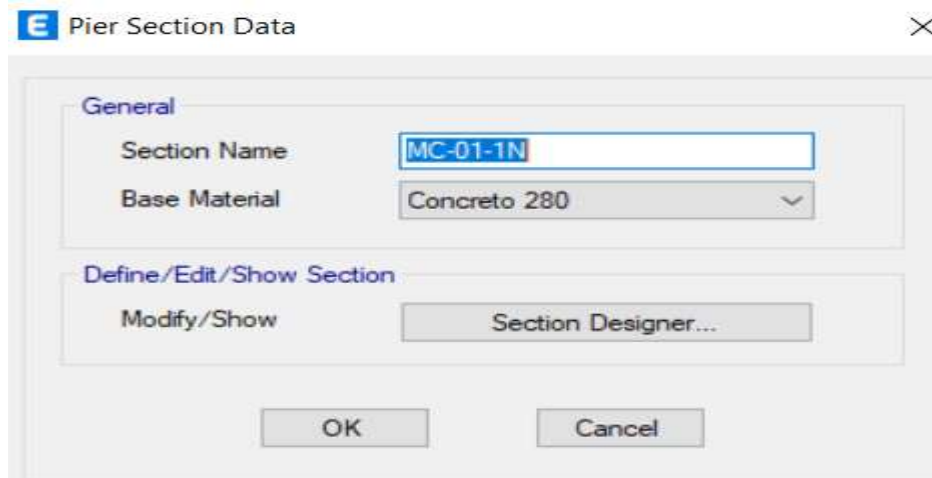 E Pier Section Data
General
Section Name MC-01-1N
Base Material Concreto 280
Define/Edit/Show Section
Modify/Show Section Designer...
OK Cancel